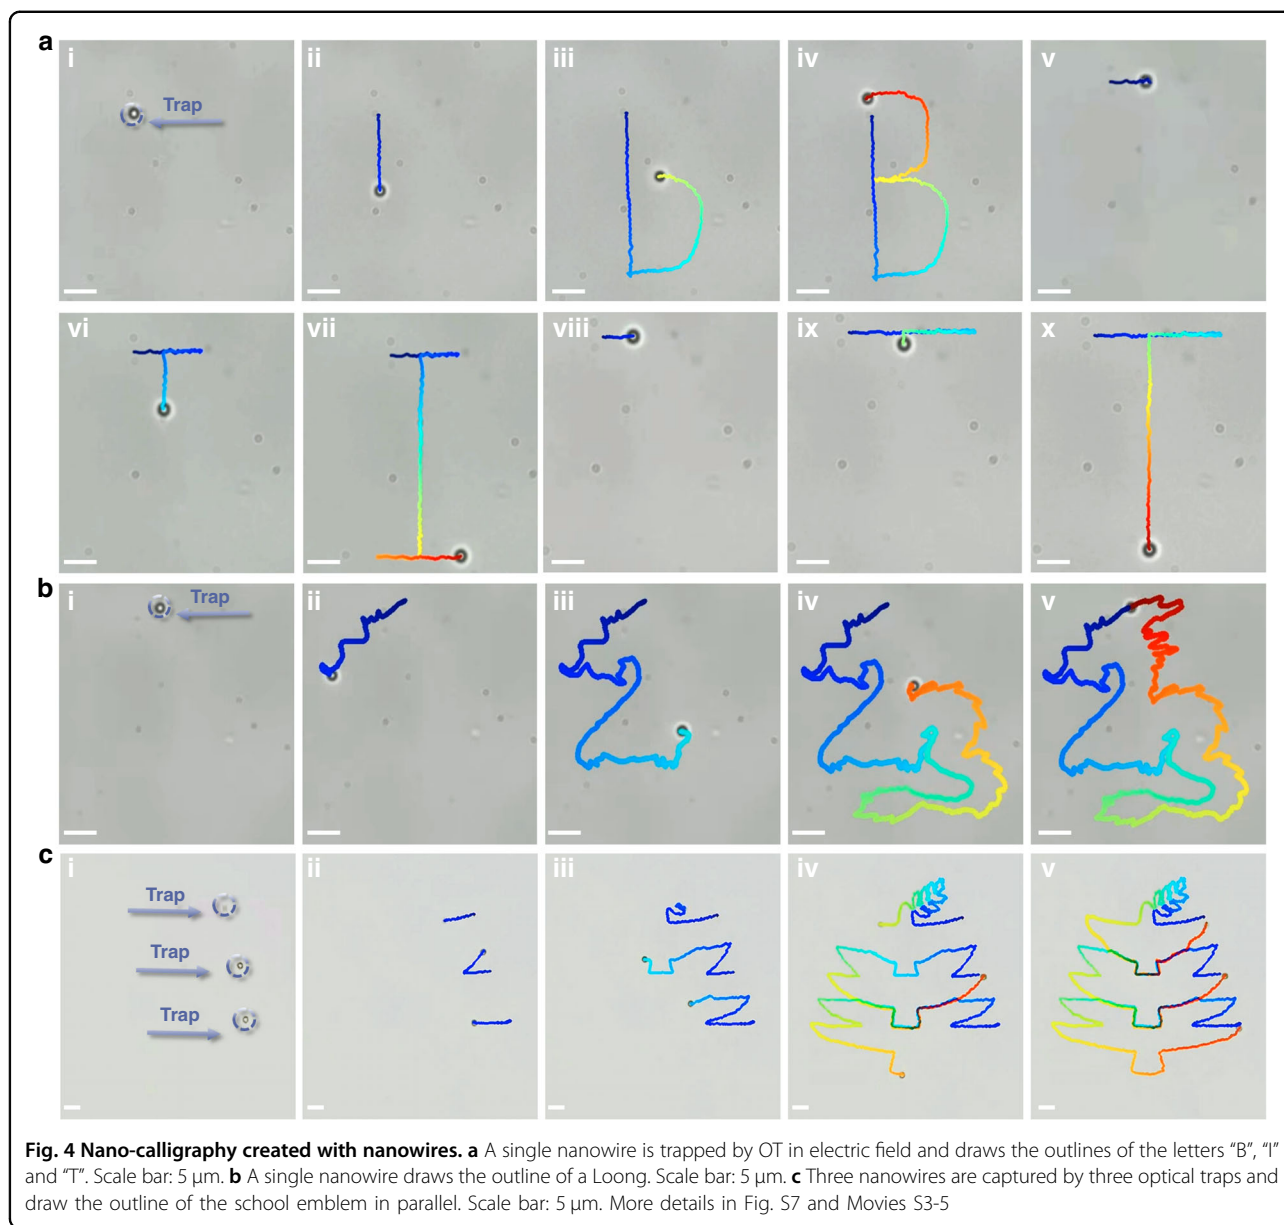 a
i
Trap
ii
iii
iv
v
vi
vii
viii
ix
x
b
i
Trap
ii
iii
iv
v
c
i
Trap
Trap
Trap
ii
iii
iv
v
Fig. 4 Nano-calligraphy created with nanowires. a A single nanowire is trapped by OT in electric field and draws the outlines of the letters “B”, “I”
and “T”. Scale bar: 5 μm. b A single nanowire draws the outline of a Loong. Scale bar: 5 μm. c Three nanowires are captured by three optical traps and
draw the outline of the school emblem in parallel. Scale bar: 5 μm. More details in Fig. S7 and Movies S3-5